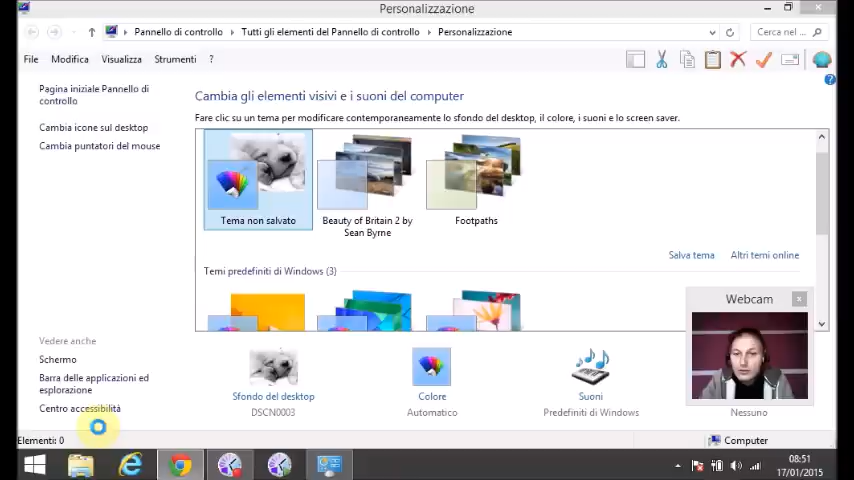 Personalizzazione
Pannello di controllo
Tutti gli elementi del Pannello di controllo
Personalizzazione
Cerca nel ...
File
Modifica
Visualizza
Strumenti
?
Pagina iniziale Pannello di
controllo
Cambia icone sul desktop
Cambia puntatori del mouse
Cambia gli elementi visivi e i suoni del computer
Fare clic su un tema per modificare contemporaneamente lo sfondo del desktop, il colore, i suoni e lo screen saver.
Tema non salvato
Beauty of Britain 2 by
Sean Byrne
Footpaths
Salva tema
Altri temi online
Temi predefiniti di Windows (3)
Webcam
Vedere anche
Schermo
Barra delle applicazioni ed
esplorazione
Centro accessibilità
Sfondo del desktop
DSCN0003
Colore
Automatico
Suoni
Predefiniti di Windows
Nessuno
Elementi: 0
Computer
08:51
17/01/2015